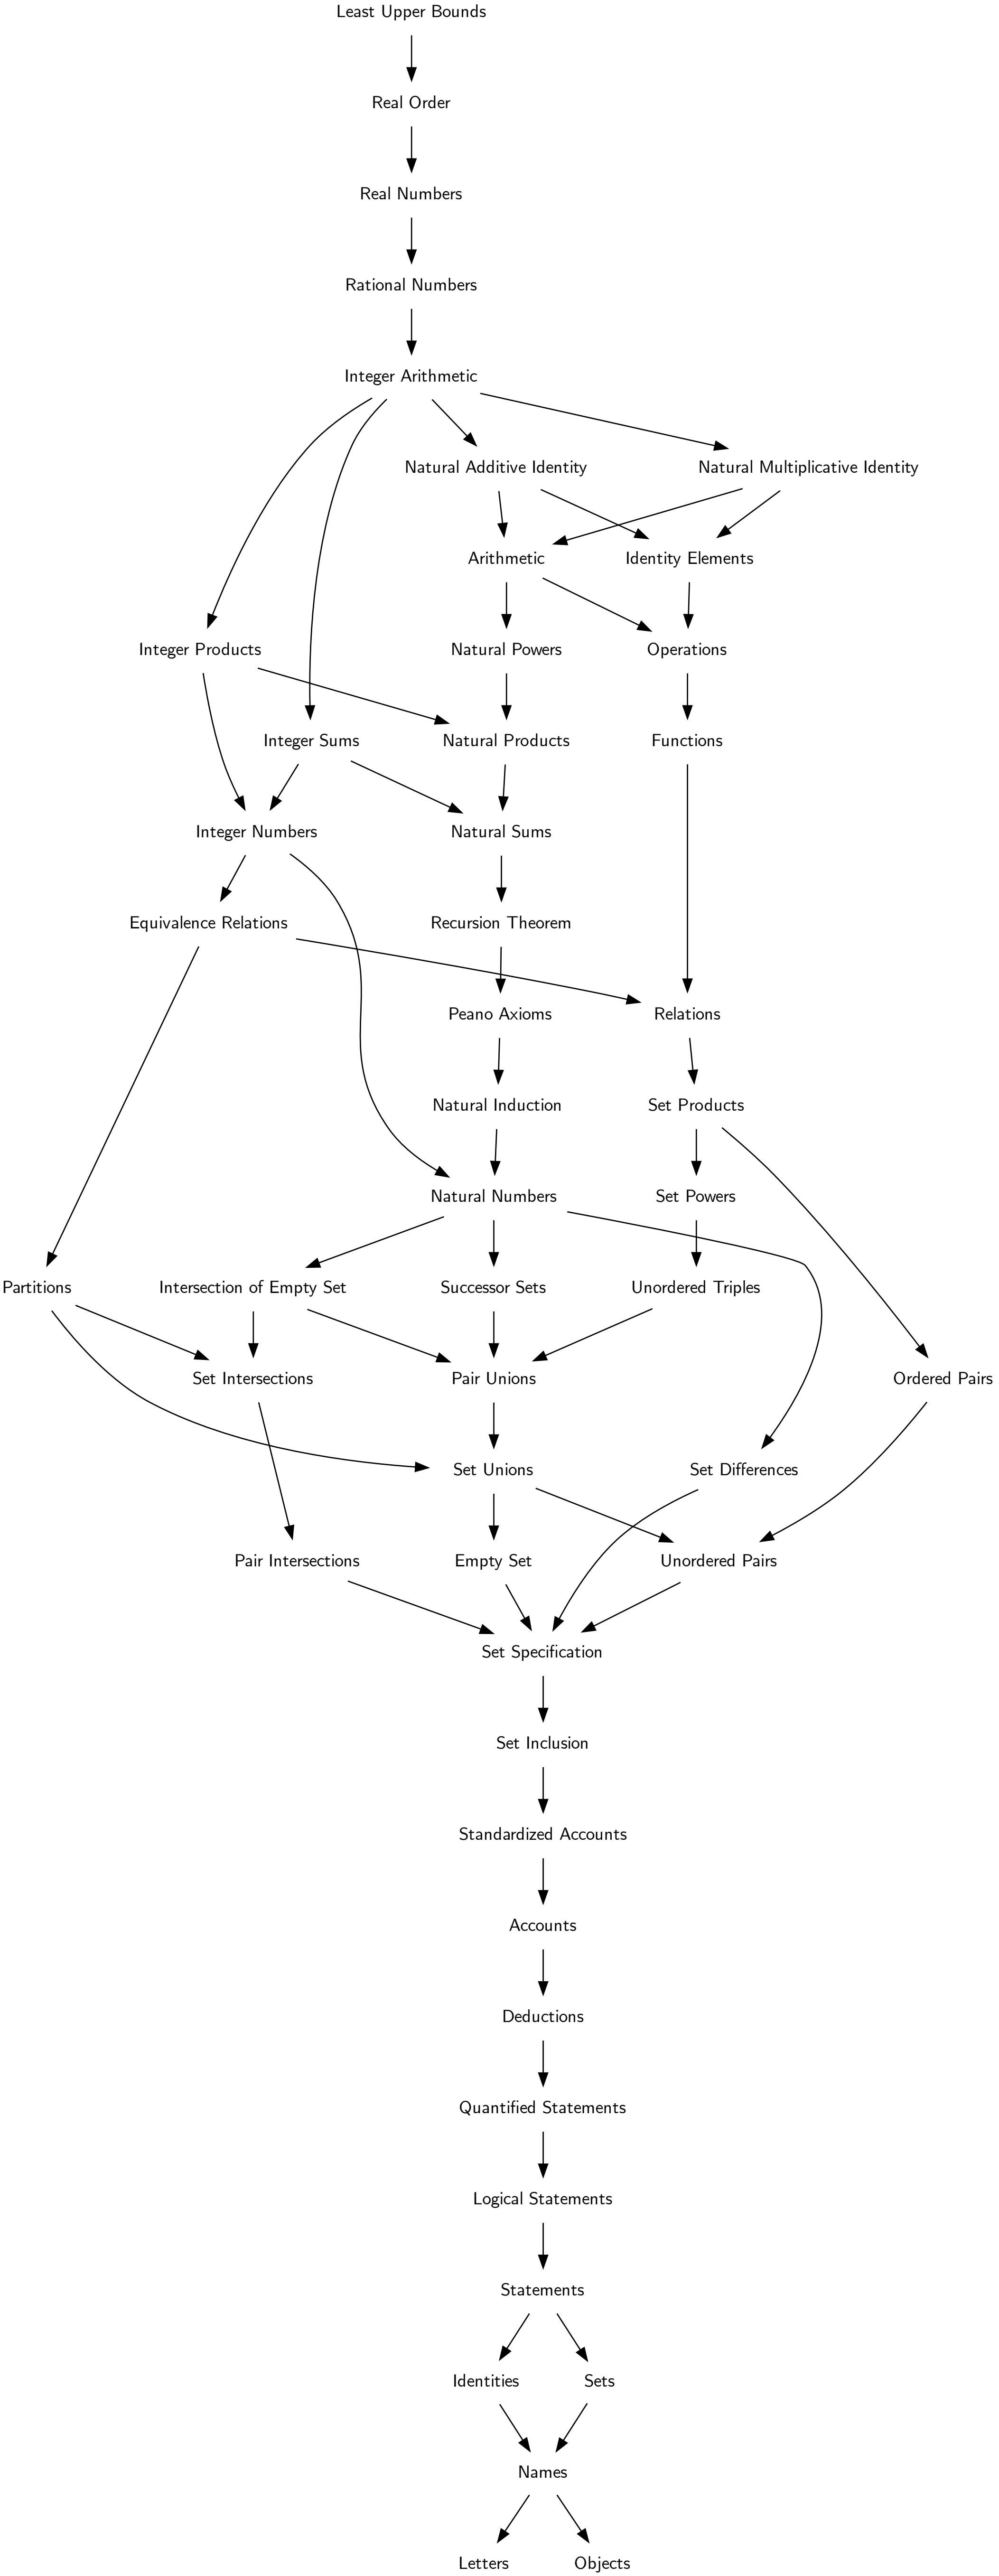 Least Upper Bounds
Real Order
Real Numbers
Rational Numbers
Integer Arithmetic
Natural Additive Identity
Natural Multiplicative Identity
Arithmetic
Identity Elements
Integer Products
Natural Powers
Operations
Integer Sums
Natural Products
Functions
Integer Numbers
Natural Sums
Equivalence Relations
Recursion Theorem
Peano Axioms
Relations
Natural Induction
Set Products
Natural Numbers
Set Powers
Partitions
Intersection of Empty Set
Successor Sets
Unordered Triples
Set Intersections
Pair Unions
Ordered Pairs
Set Unions
Set Differences
Pair Intersections
Empty Set
Unordered Pairs
Set Specification
Set Inclusion
Standardized Accounts
Accounts
Deductions
Quantified Statements
Logical Statements
Statements
Identities
Sets
Names
Letters
Objects